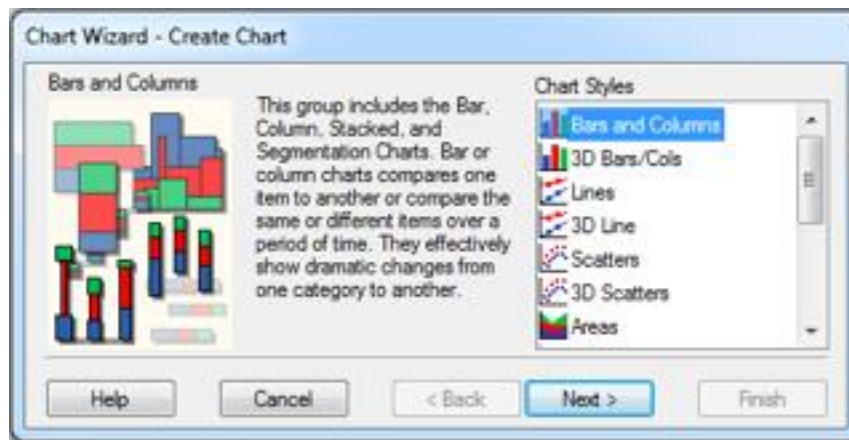 Chart Wizard - Create Chart
Bars and Columns
This group includes the Bar,
Column, Stacked, and
Segmentation Charts. Bar or
column charts compares one
item to another or compare the
same or different items over a
period of time. They effectively
show dramatic changes from
one category to another.
Chart Styles
Bars and Columns
3D Bars/Cols
Lines
3D Line
Scatters
3D Scatters
Areas
Help
Cancel
< Back
Next >
Finish